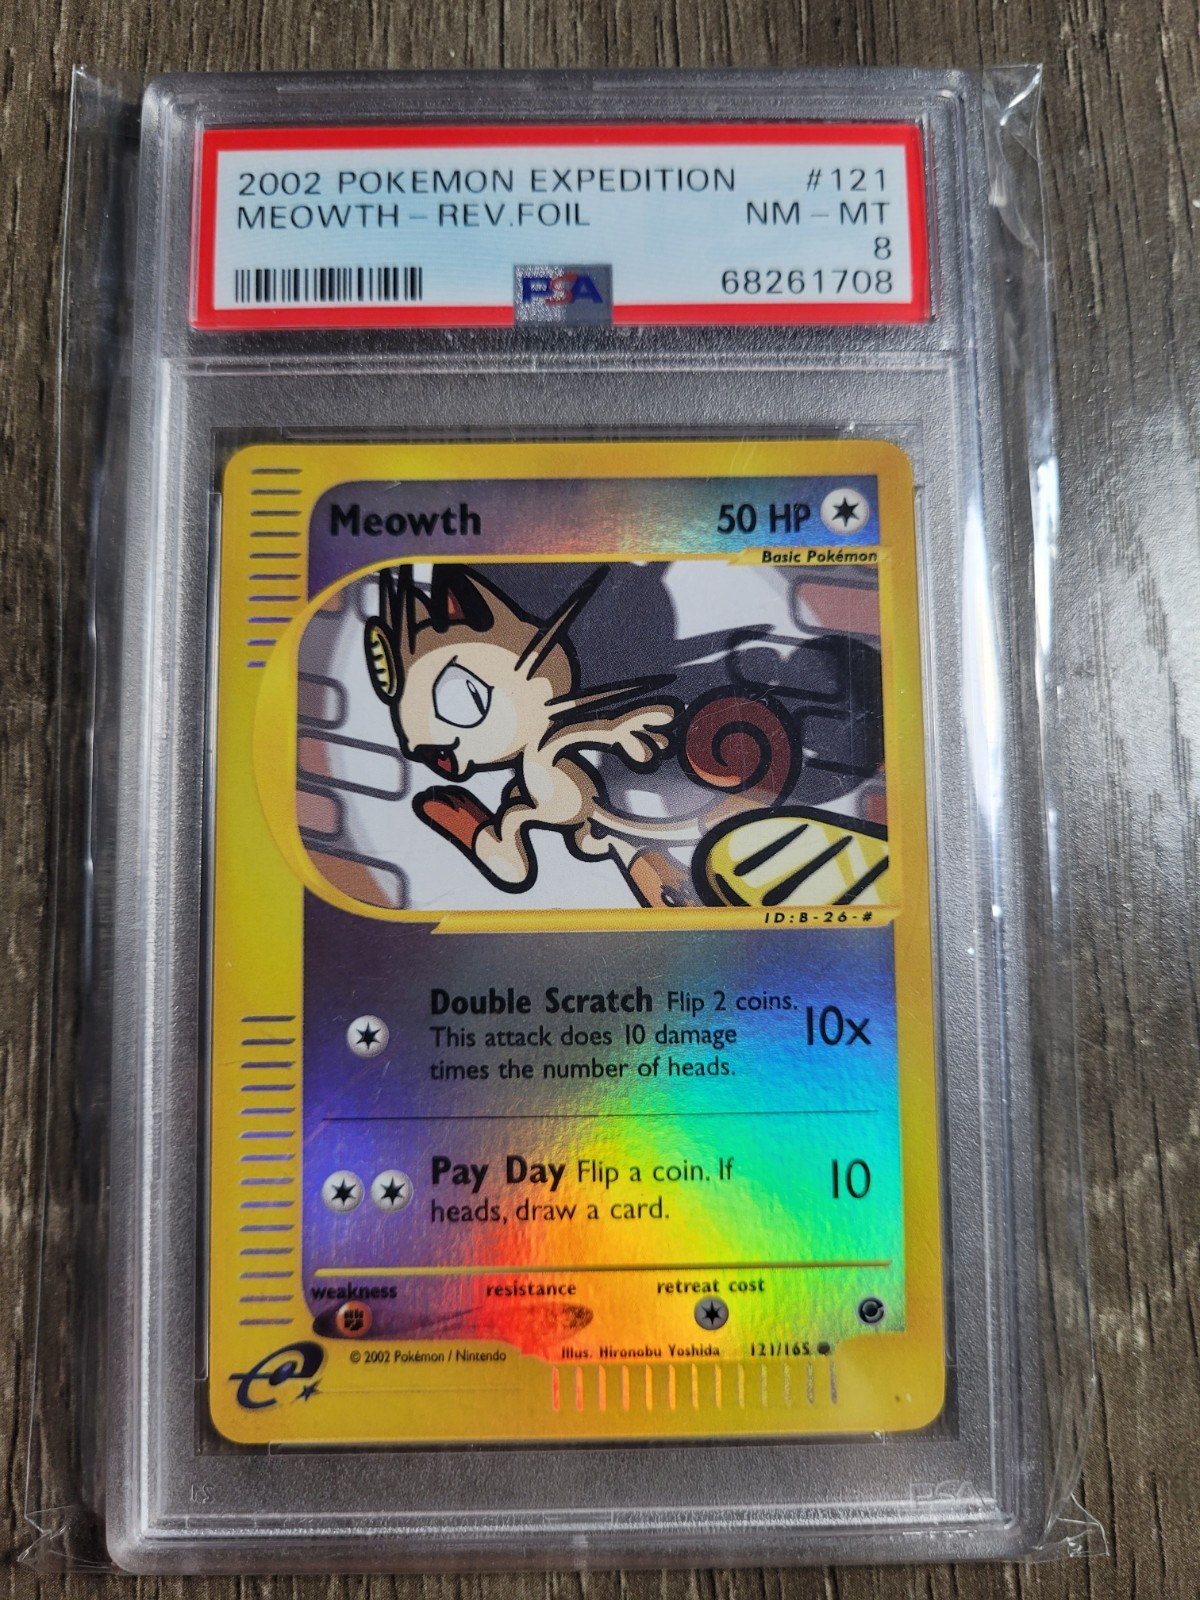 2002 POKEMON EXPEDITION #121
MEOWTH - REV.FOIL NM - MT
8
PSA 68261708
Meowth 50 HP
Basic Pokémon
ID:B-26-#
Double Scratch Flip 2 coins.
This attack does 10 damage
times the number of heads.
10x
Pay Day Flip a coin. If
heads, draw a card.
10
weakness resistance retreat cost
Illus. Hironobu Yoshida 121/165
© 2002 Pokémon / Nintendo
e
PSA